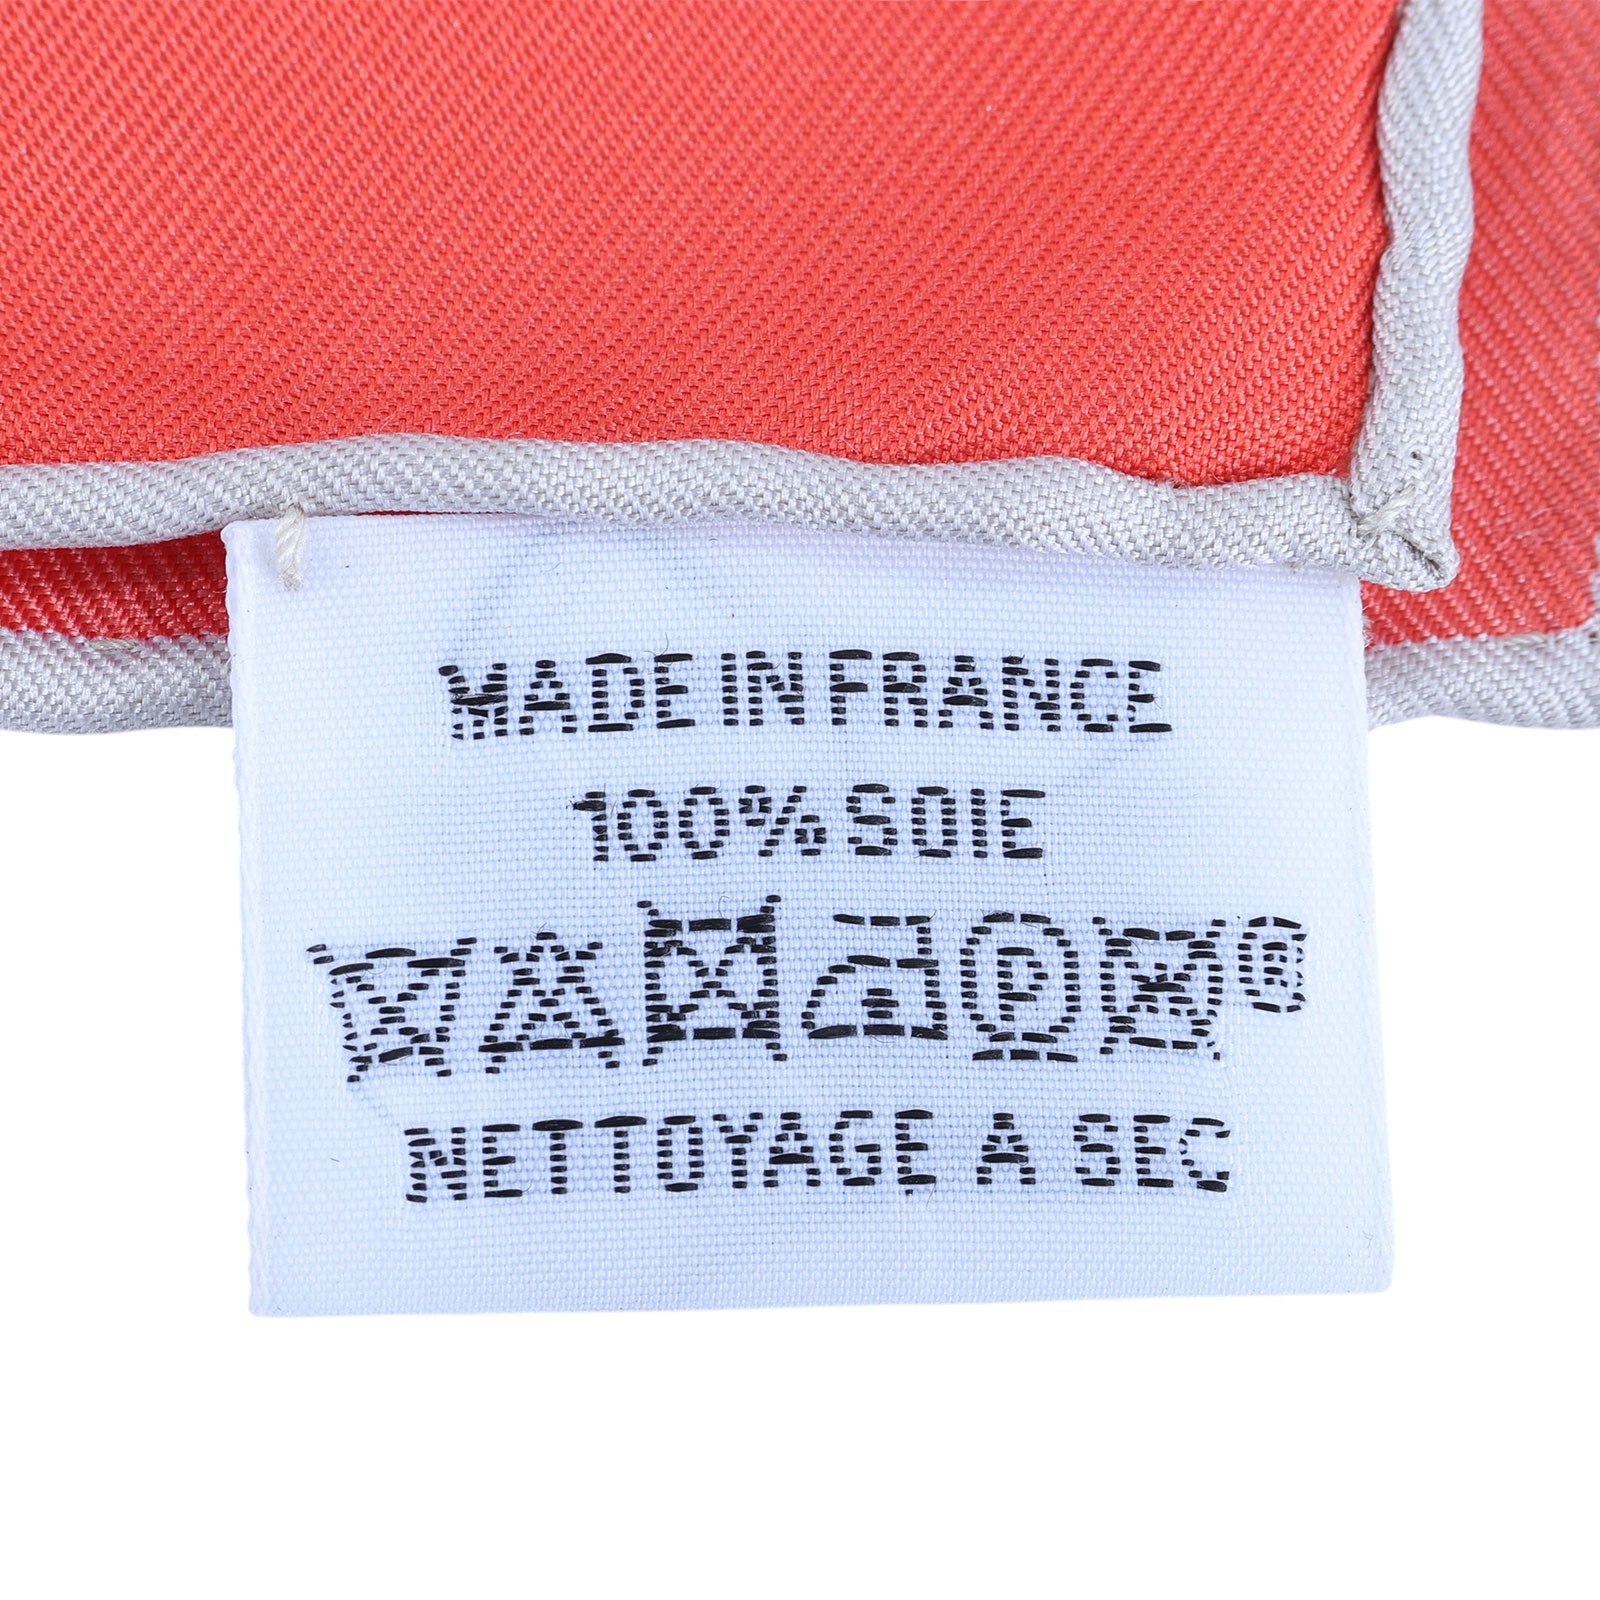 MADE IN FRANCE
100% SOIE
NETTOYAGE A SEC